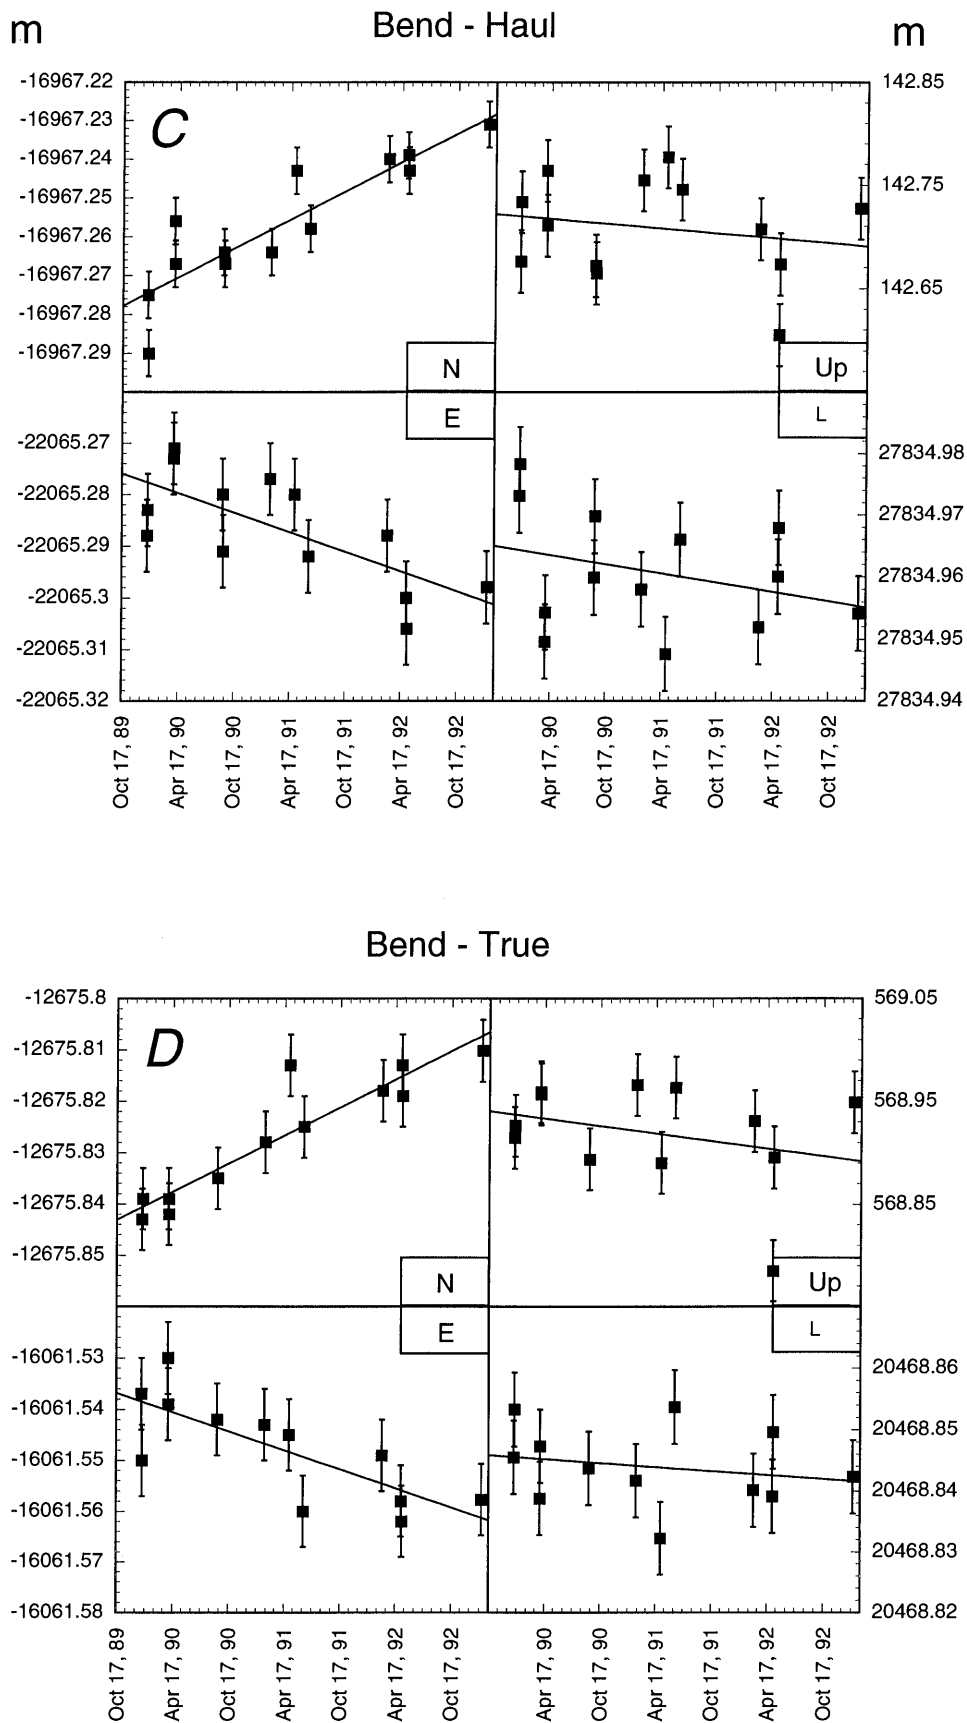 Bend - Haul
m
m
C
-16967.22
-16967.23
-16967.24
-16967.25
-16967.26
-16967.27
-16967.28
-16967.29
142.85
142.75
142.65
N
Up
E
L
-22065.27
-22065.28
-22065.29
-22065.3
-22065.31
-22065.32
27834.98
27834.97
27834.96
27834.95
27834.94
Oct 17, 89
Apr 17, 90
Oct 17, 90
Apr 17, 91
Oct 17, 91
Apr 17, 92
Oct 17, 92
Apr 17, 90
Oct 17, 90
Apr 17, 91
Oct 17, 91
Apr 17, 92
Oct 17, 92
Bend - True
D
-12675.8
-12675.81
-12675.82
-12675.83
-12675.84
-12675.85
569.05
568.95
568.85
N
Up
E
L
-16061.53
-16061.54
-16061.55
-16061.56
-16061.57
-16061.58
20468.86
20468.85
20468.84
20468.83
20468.82
Oct 17, 89
Apr 17, 90
Oct 17, 90
Apr 17, 91
Oct 17, 91
Apr 17, 92
Oct 17, 92
Apr 17, 90
Oct 17, 90
Apr 17, 91
Oct 17, 91
Apr 17, 92
Oct 17, 92